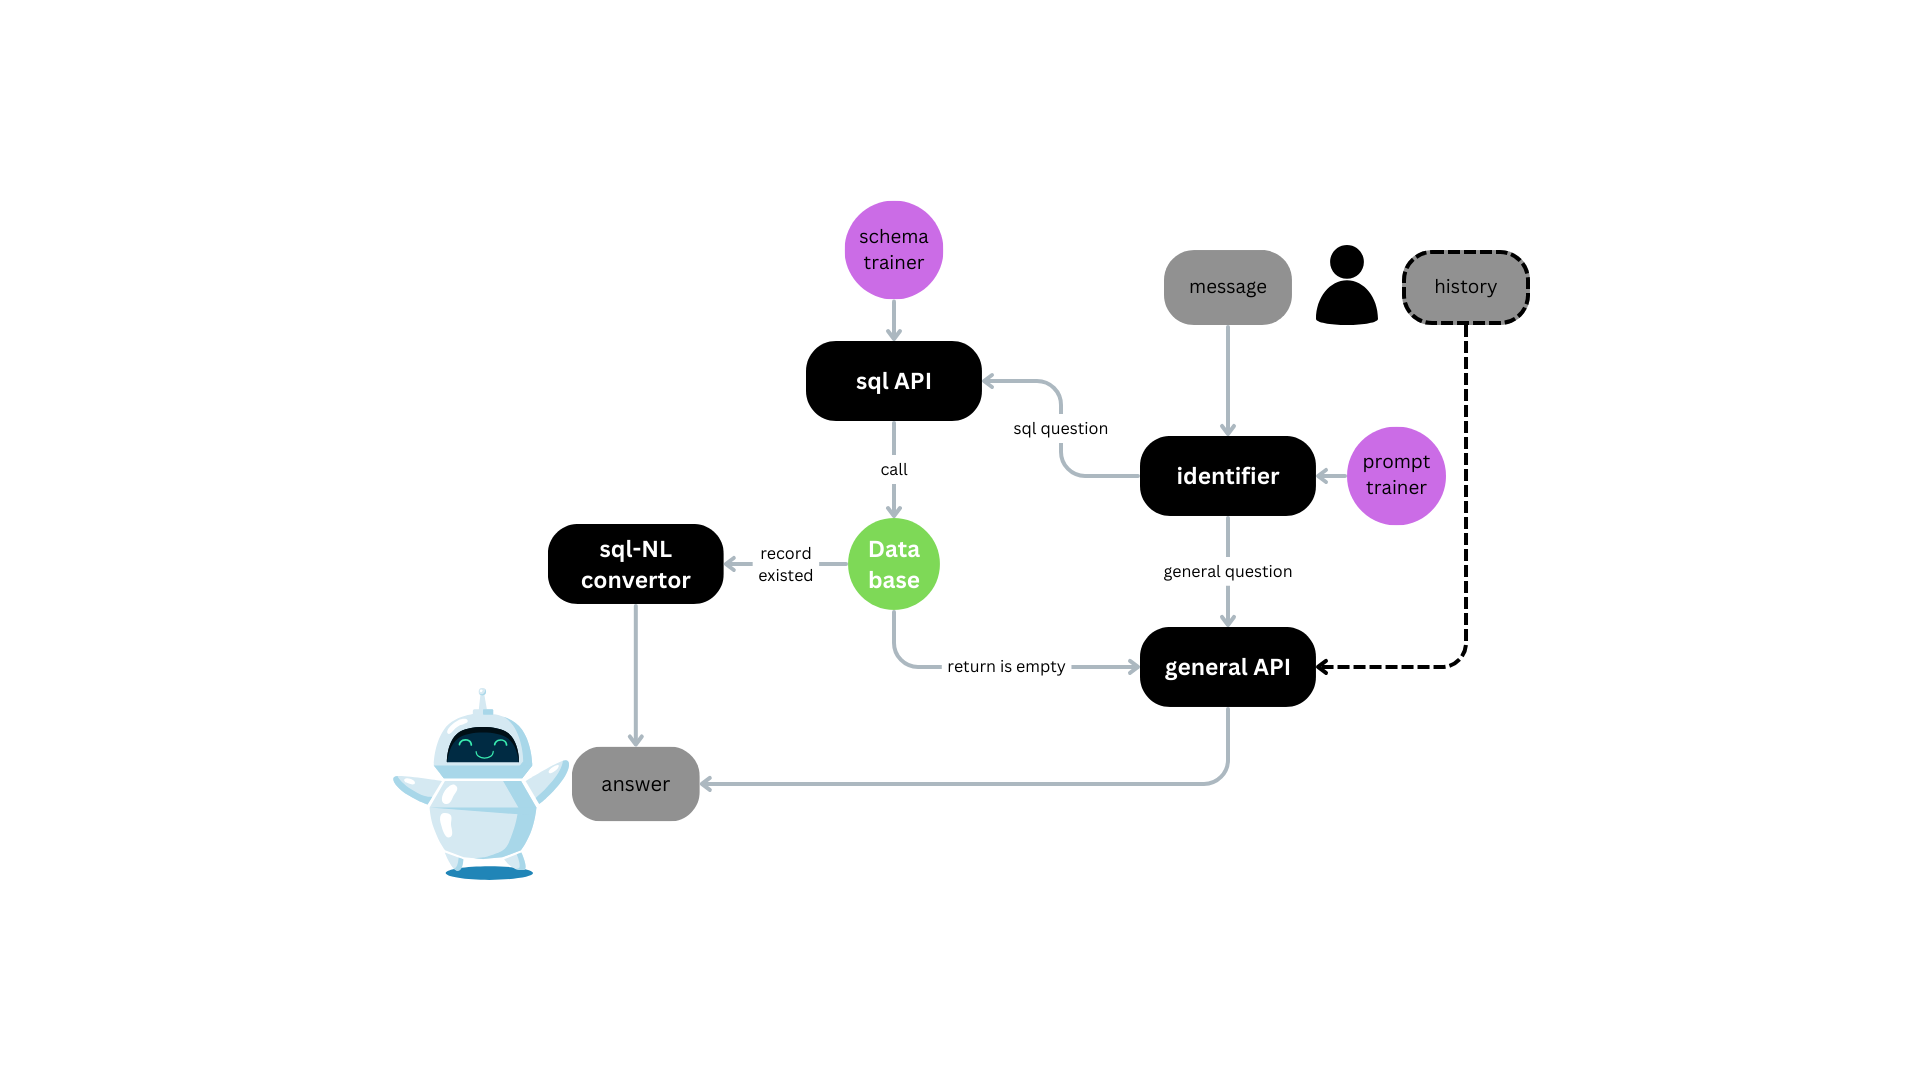 schema
trainer
message
history
sql API
sql question
identifier
prompt
trainer
call
sql-NL
convertor
record
existed
Data
base
general question
return is empty
general API
answer